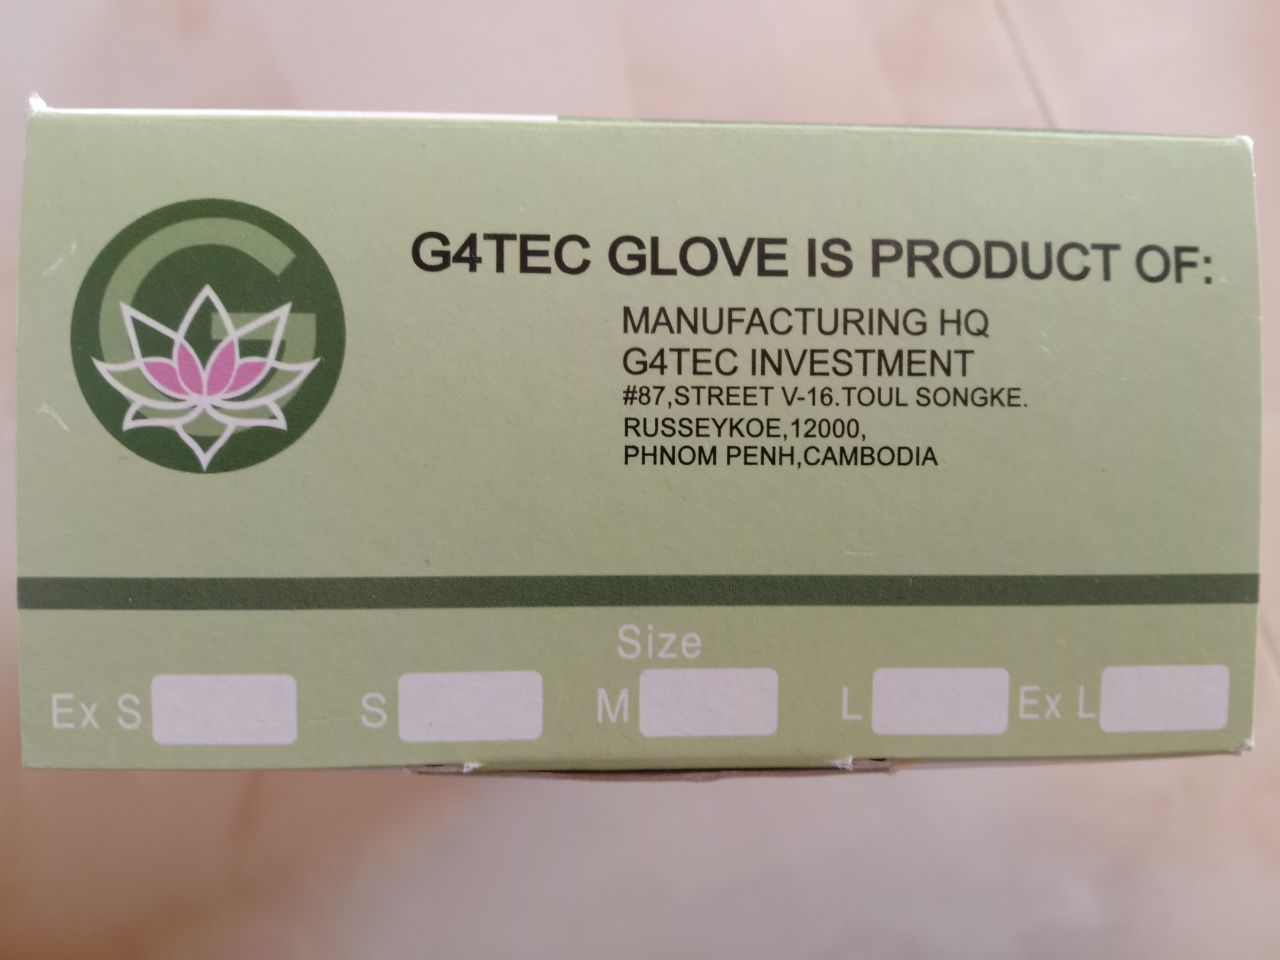 G4TEC GLOVE IS PRODUCT OF:
MANUFACTURING HQ
G4TEC INVESTMENT
#87,STREET V-16.TOUL SONGKE.
RUSSEYKOE,12000,
PHNOM PENH,CAMBODIA
Size
Ex S S M L Ex L